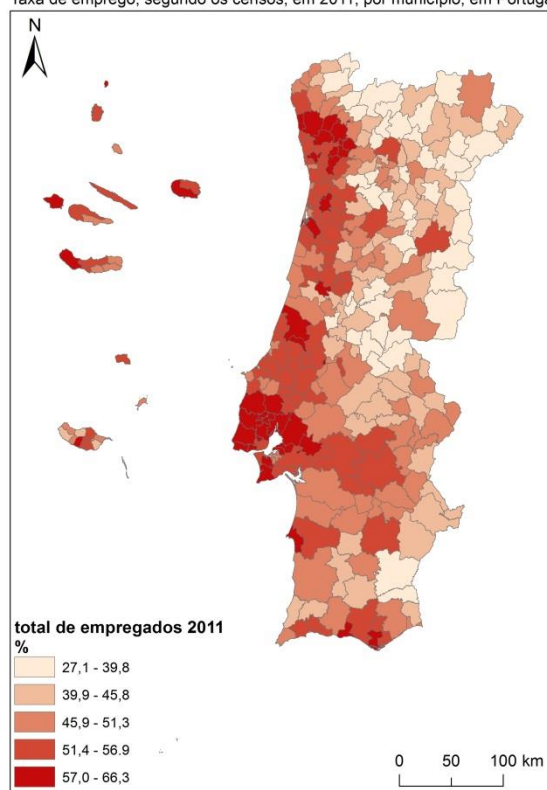 Taxa de emprego, segundo os censos, em 2011, por município, em Portugal
N
total de empregados 2011
%
27,1 - 39,8
39,9 - 45,8
45,9 - 51,3
51,4 - 56.9
57,0 - 66,3
0 50 100 km